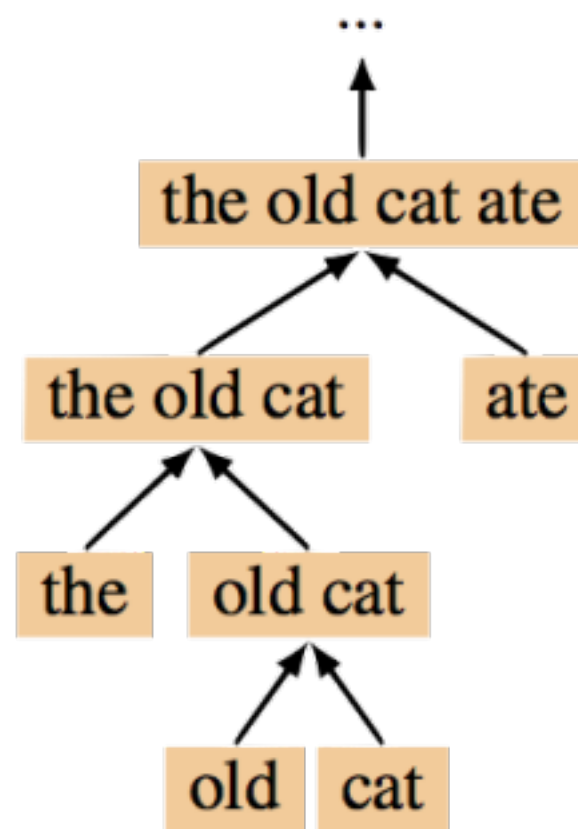 ...
the old cat ate
the old cat
ate
the
old cat
old
cat